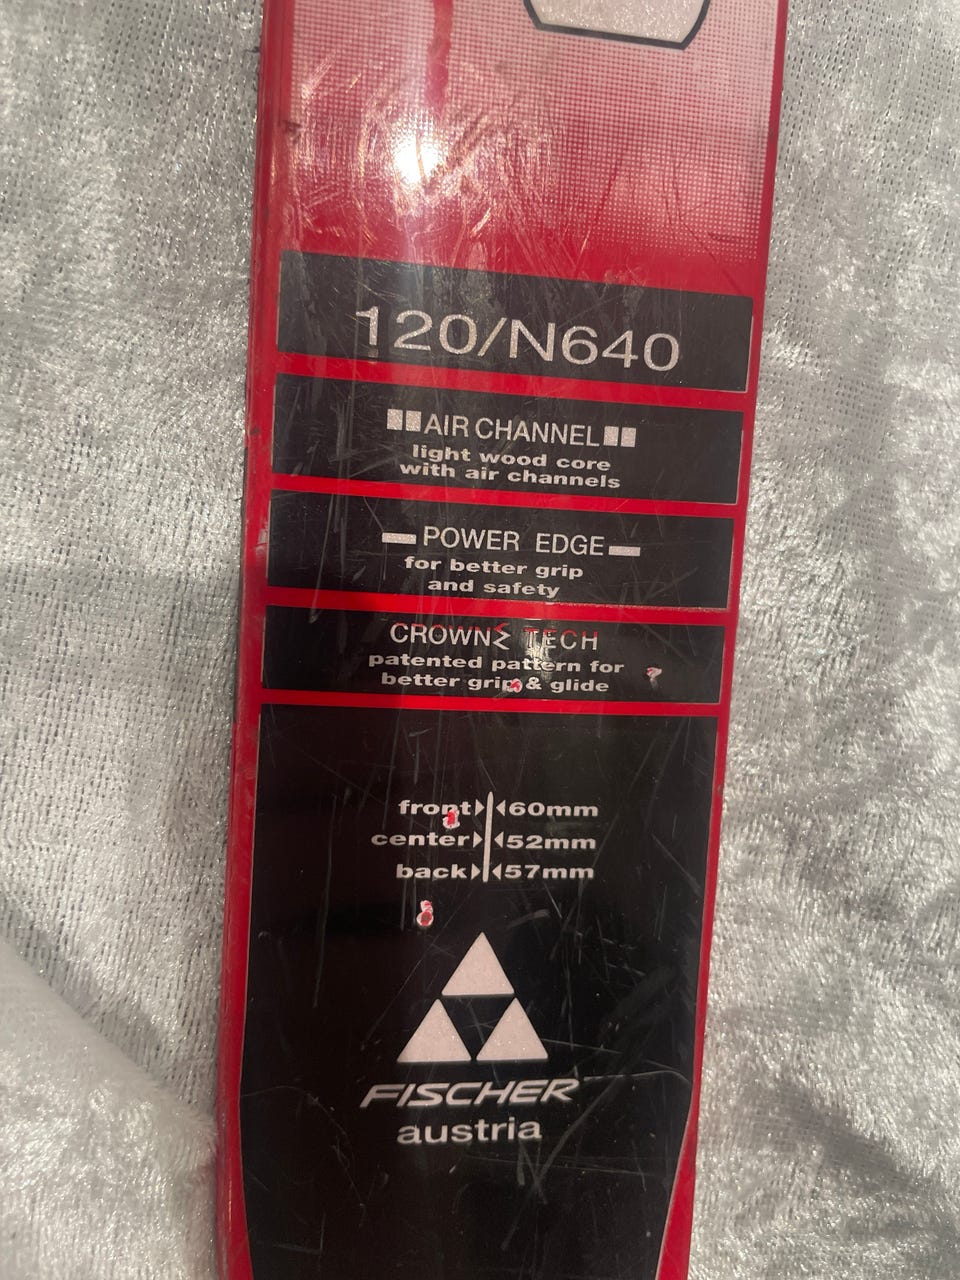 120/N640
AIR CHANNEL
light wood core
with air channels
POWER EDGE
for better grip
and safety
CROWN TECH
patented pattern for
better grip & glide
front 60mm
center 52mm
back 57mm
FISCHER
austria